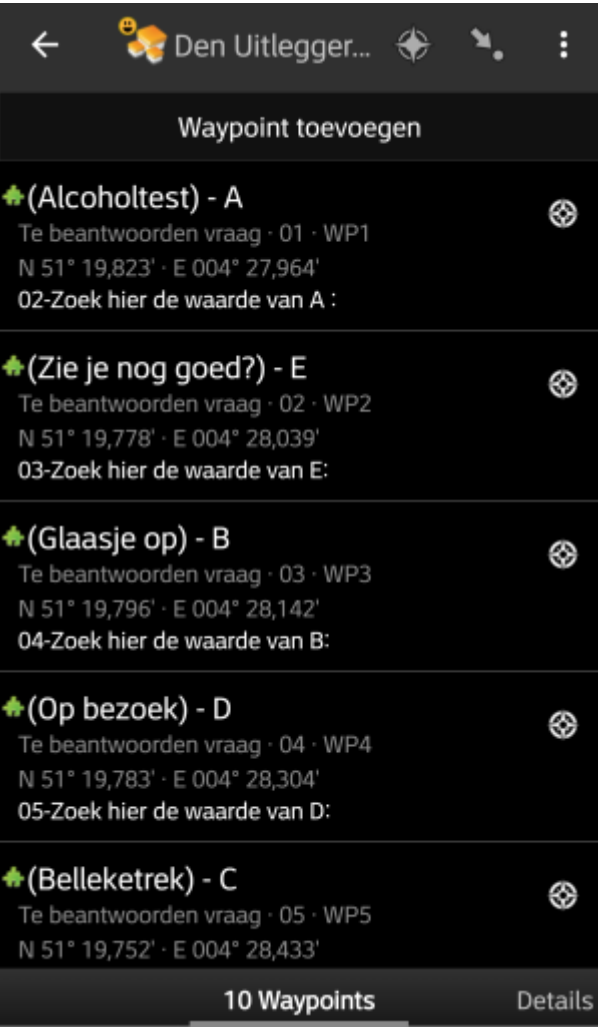 Den Uitlegger...
Waypoint toevoegen
(Alcoholtest) - A
Te beantwoorden vraag · 01 · WP1
N 51° 19,823' · E 004° 27,964'
02-Zoek hier de waarde van A :
(Zie je nog goed?) - E
Te beantwoorden vraag · 02 · WP2
N 51° 19,778' · E 004° 28,039'
03-Zoek hier de waarde van E:
(Glaasje op) - B
Te beantwoorden vraag · 03 · WP3
N 51° 19,796' · E 004° 28,142'
04-Zoek hier de waarde van B:
(Op bezoek) - D
Te beantwoorden vraag · 04 · WP4
N 51° 19,783' · E 004° 28,304'
05-Zoek hier de waarde van D:
(Belleketrek) - C
Te beantwoorden vraag · 05 · WP5
N 51° 19,752' · E 004° 28,433'
10 Waypoints Details